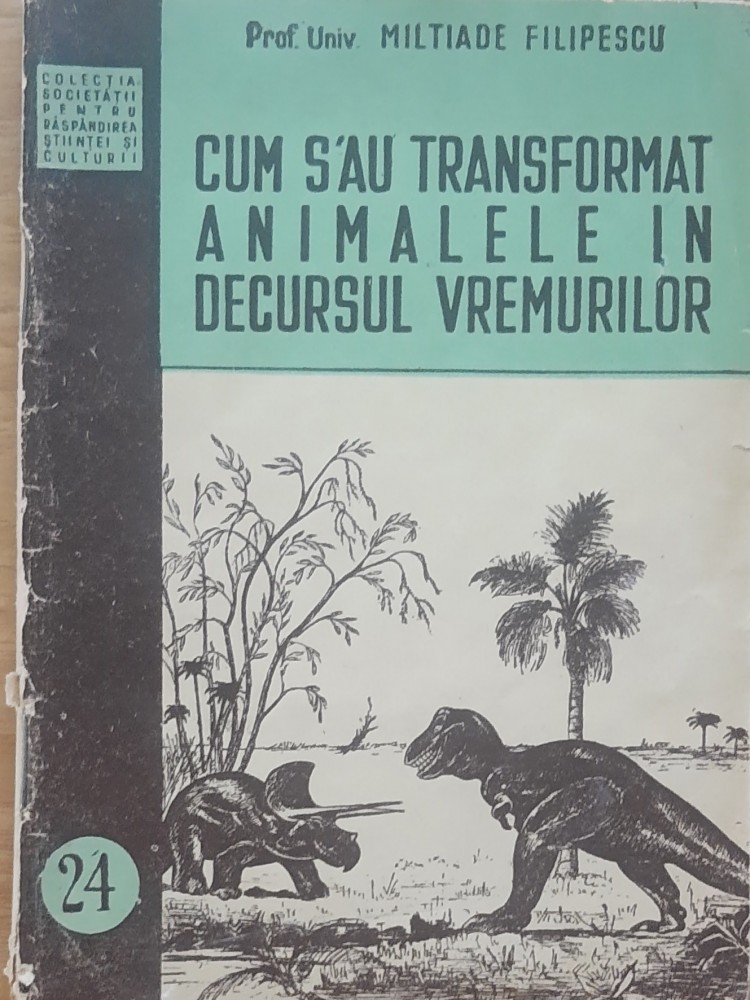 Prof. Univ. MILTIADE FILIPESCU
COLECȚIA
SOCIETĂȚII
PENTRU
RĂSPÂNDIREA
ȘTIINȚEI ȘI
CULTURII
CUM S'AU TRANSFORMAT
ANIMALELE IN
DECURSUL VREMURILOR
24